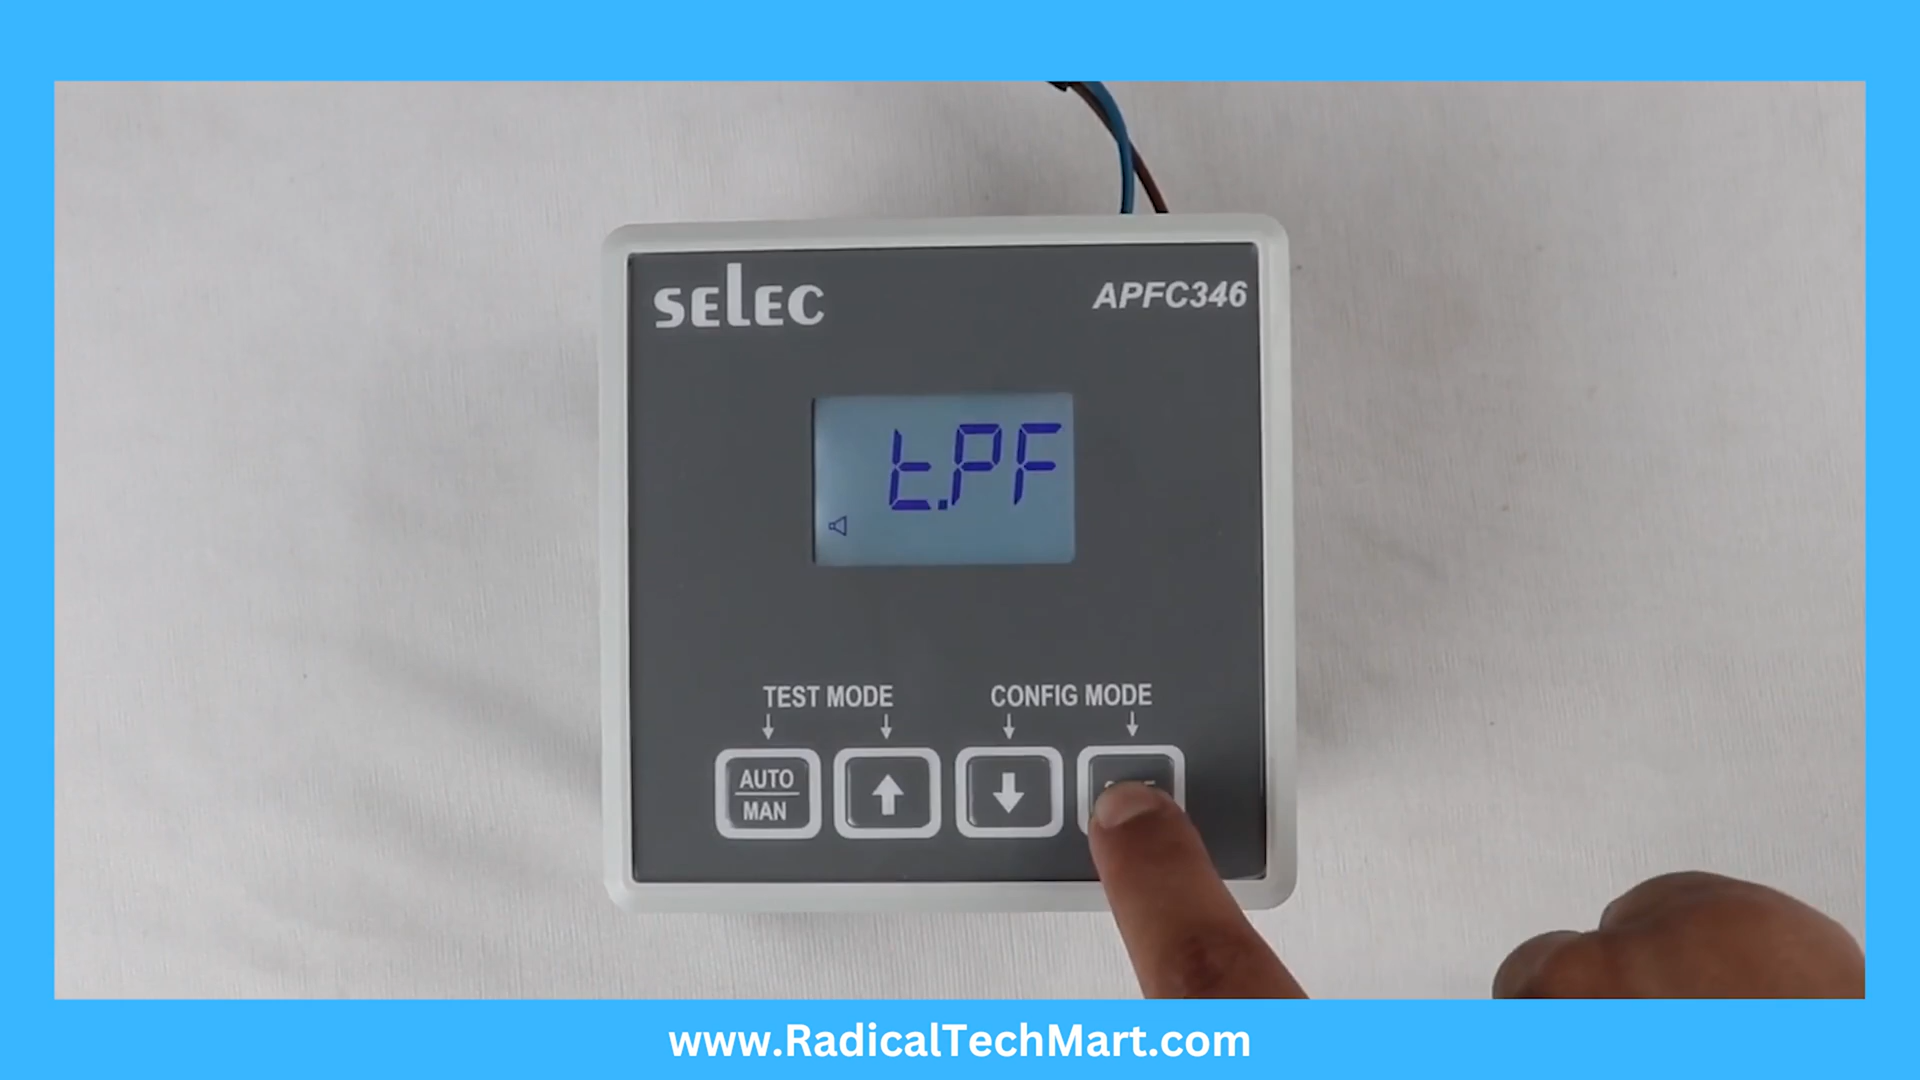 SELEC
APFC346
t.PF
TEST MODE
CONFIG MODE
AUTO
MAN
www.RadicalTechMart.com